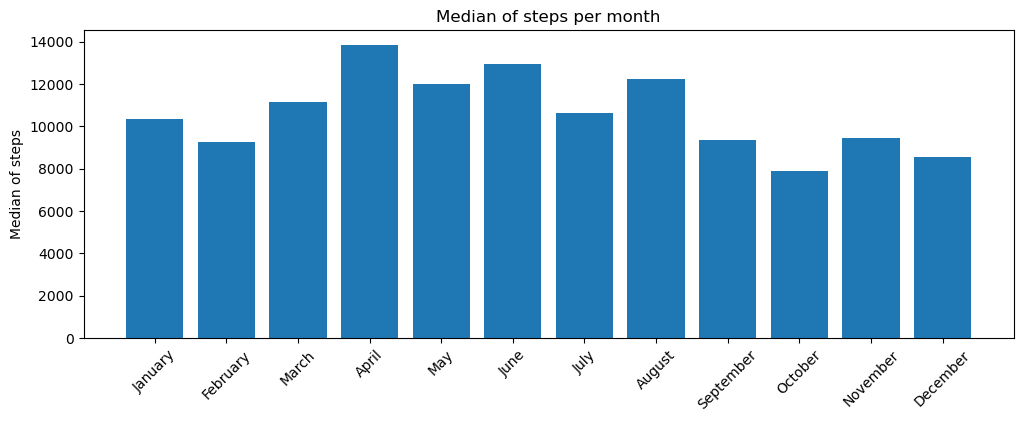 Median of steps per month
Median of steps
14000
12000
10000
8000
6000
4000
2000
0
January
February
March
April
May
June
July
August
September
October
November
December